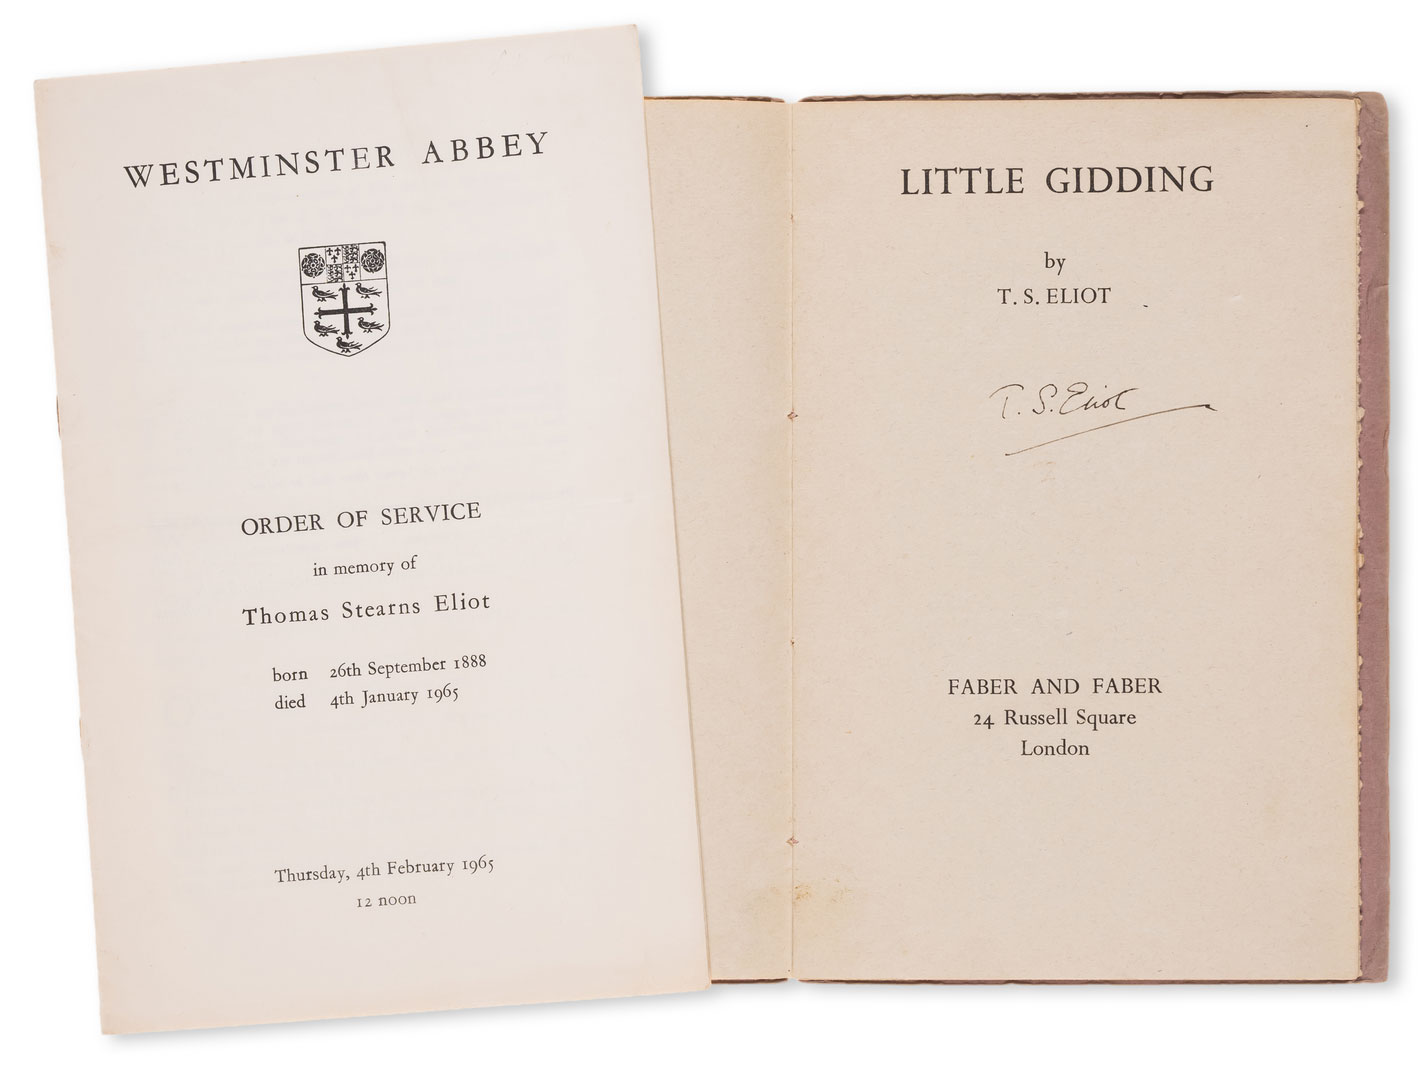 WESTMINSTER ABBEY
ORDER OF SERVICE
in memory of
Thomas Stearns Eliot
born 26th September 1888
died 4th January 1965
Thursday, 4th February 1965
12 noon
LITTLE GIDDING
by
T. S. ELIOT
T. S. Eliot
FABER AND FABER
24 Russell Square
London